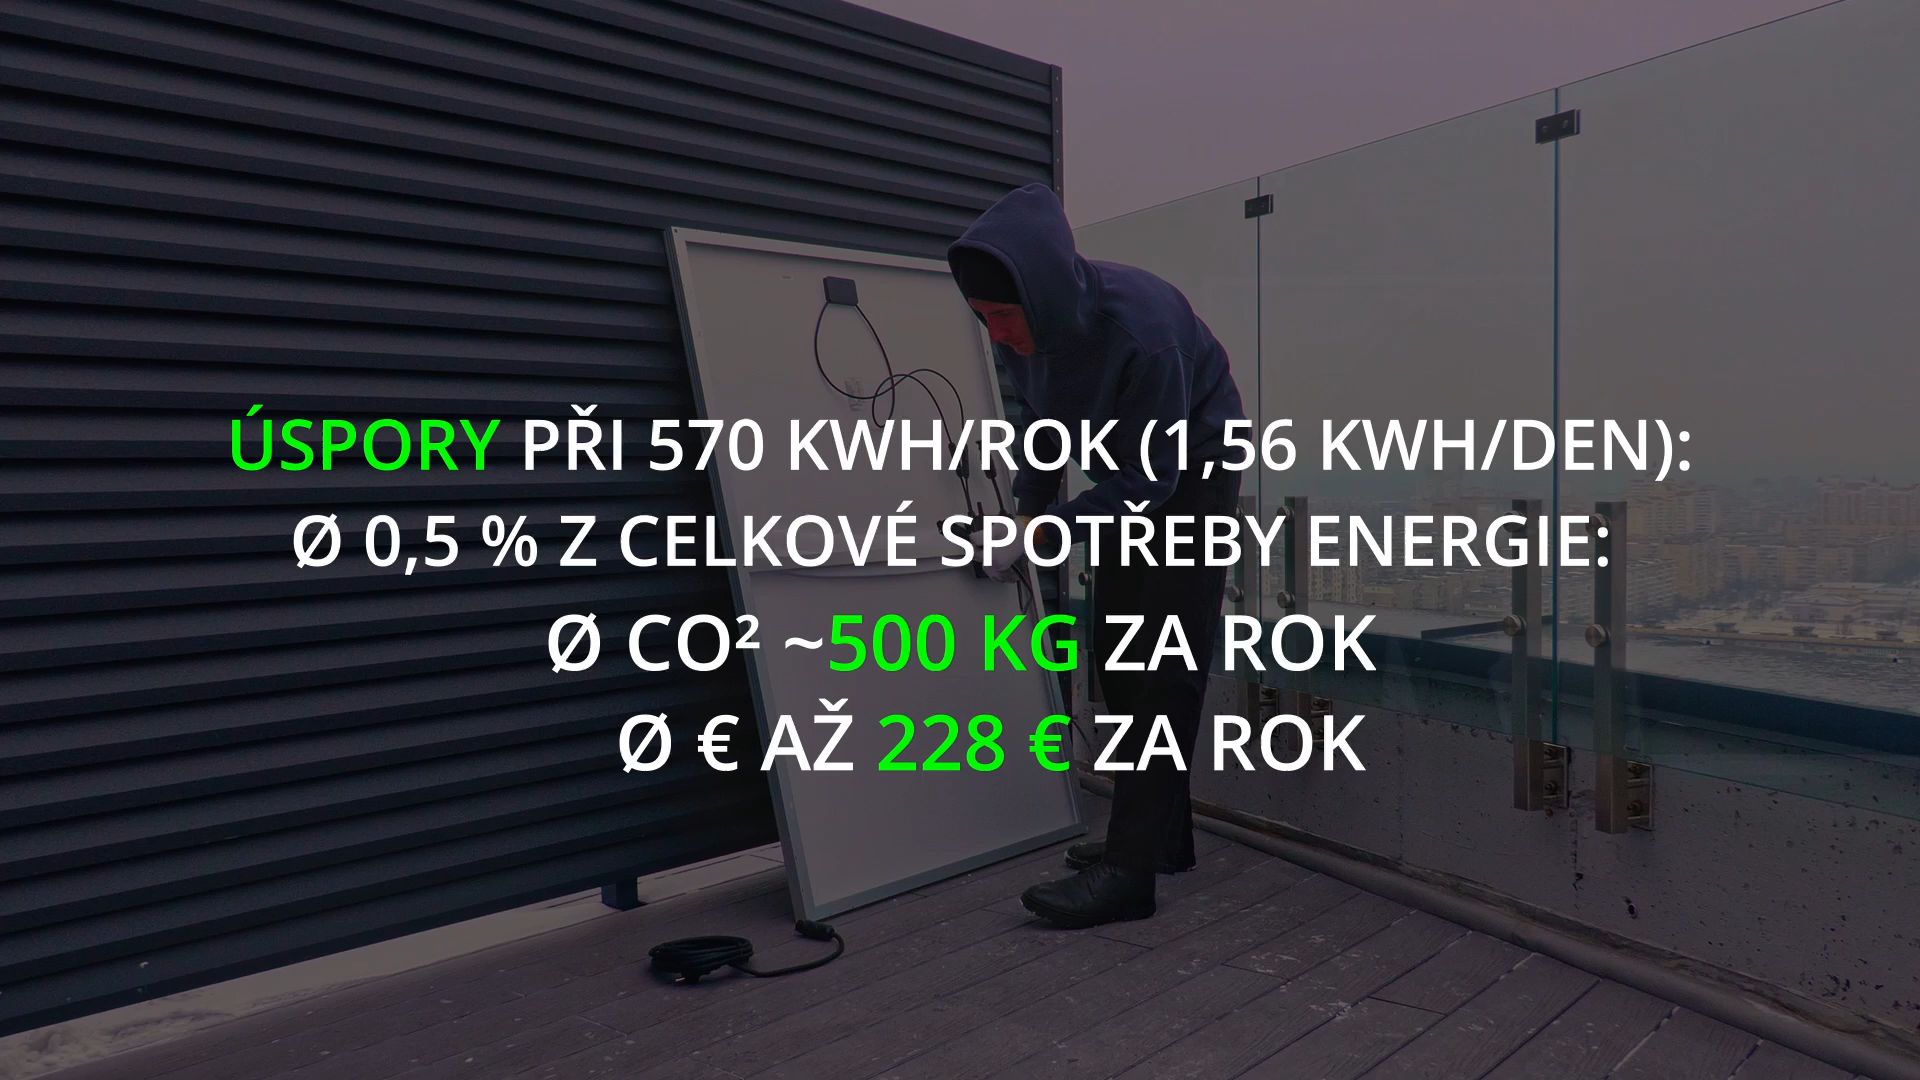 ÚSPORY PŘI 570 KWH/ROK (1,56 KWH/DEN):
Ø 0,5 % Z CELKOVÉ SPOTŘEBY ENERGIE:
Ø CO² ~500 KG ZA ROK
Ø € AŽ 228 € ZA ROK